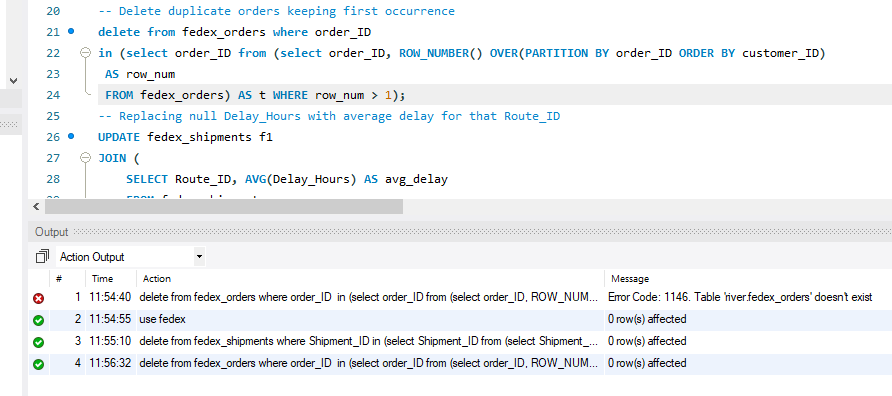 20 -- Delete duplicate orders keeping first occurrence
21 delete from fedex_orders where order_ID
22 in (select order_ID from (select order_ID, ROW_NUMBER() OVER(PARTITION BY order_ID ORDER BY customer_ID)
23 AS row_num
24 FROM fedex_orders) AS t WHERE row_num > 1);
25 -- Replacing null Delay_Hours with average delay for that Route_ID
26 UPDATE fedex_shipments f1
27 JOIN (
28 SELECT Route_ID, AVG(Delay_Hours) AS avg_delay
Output
Action Output
# Time Action Message
1 11:54:40 delete from fedex_orders where order_ID in (select order_ID from (select order_ID, ROW_NUM... Error Code: 1146. Table 'river.fedex_orders' doesn't exist
2 11:54:55 use fedex 0 row(s) affected
3 11:55:10 delete from fedex_shipments where Shipment_ID in (select Shipment_ID from (select Shipment_... 0 row(s) affected
4 11:56:32 delete from fedex_orders where order_ID in (select order_ID from (select order_ID, ROW_NUM... 0 row(s) affected